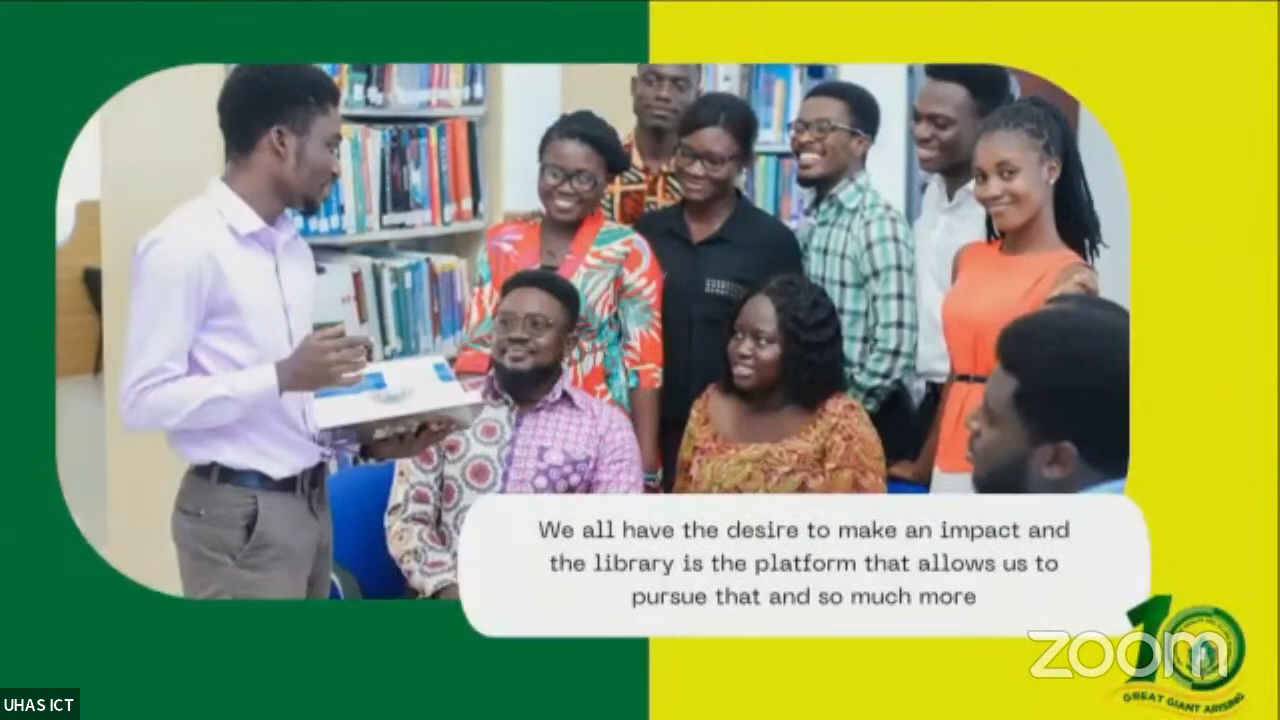 We all have the desire to make an impact and
the library is the platform that allows us to
pursue that and so much more
zoom
10
GREAT GIANT ARISING
UHAS ICT